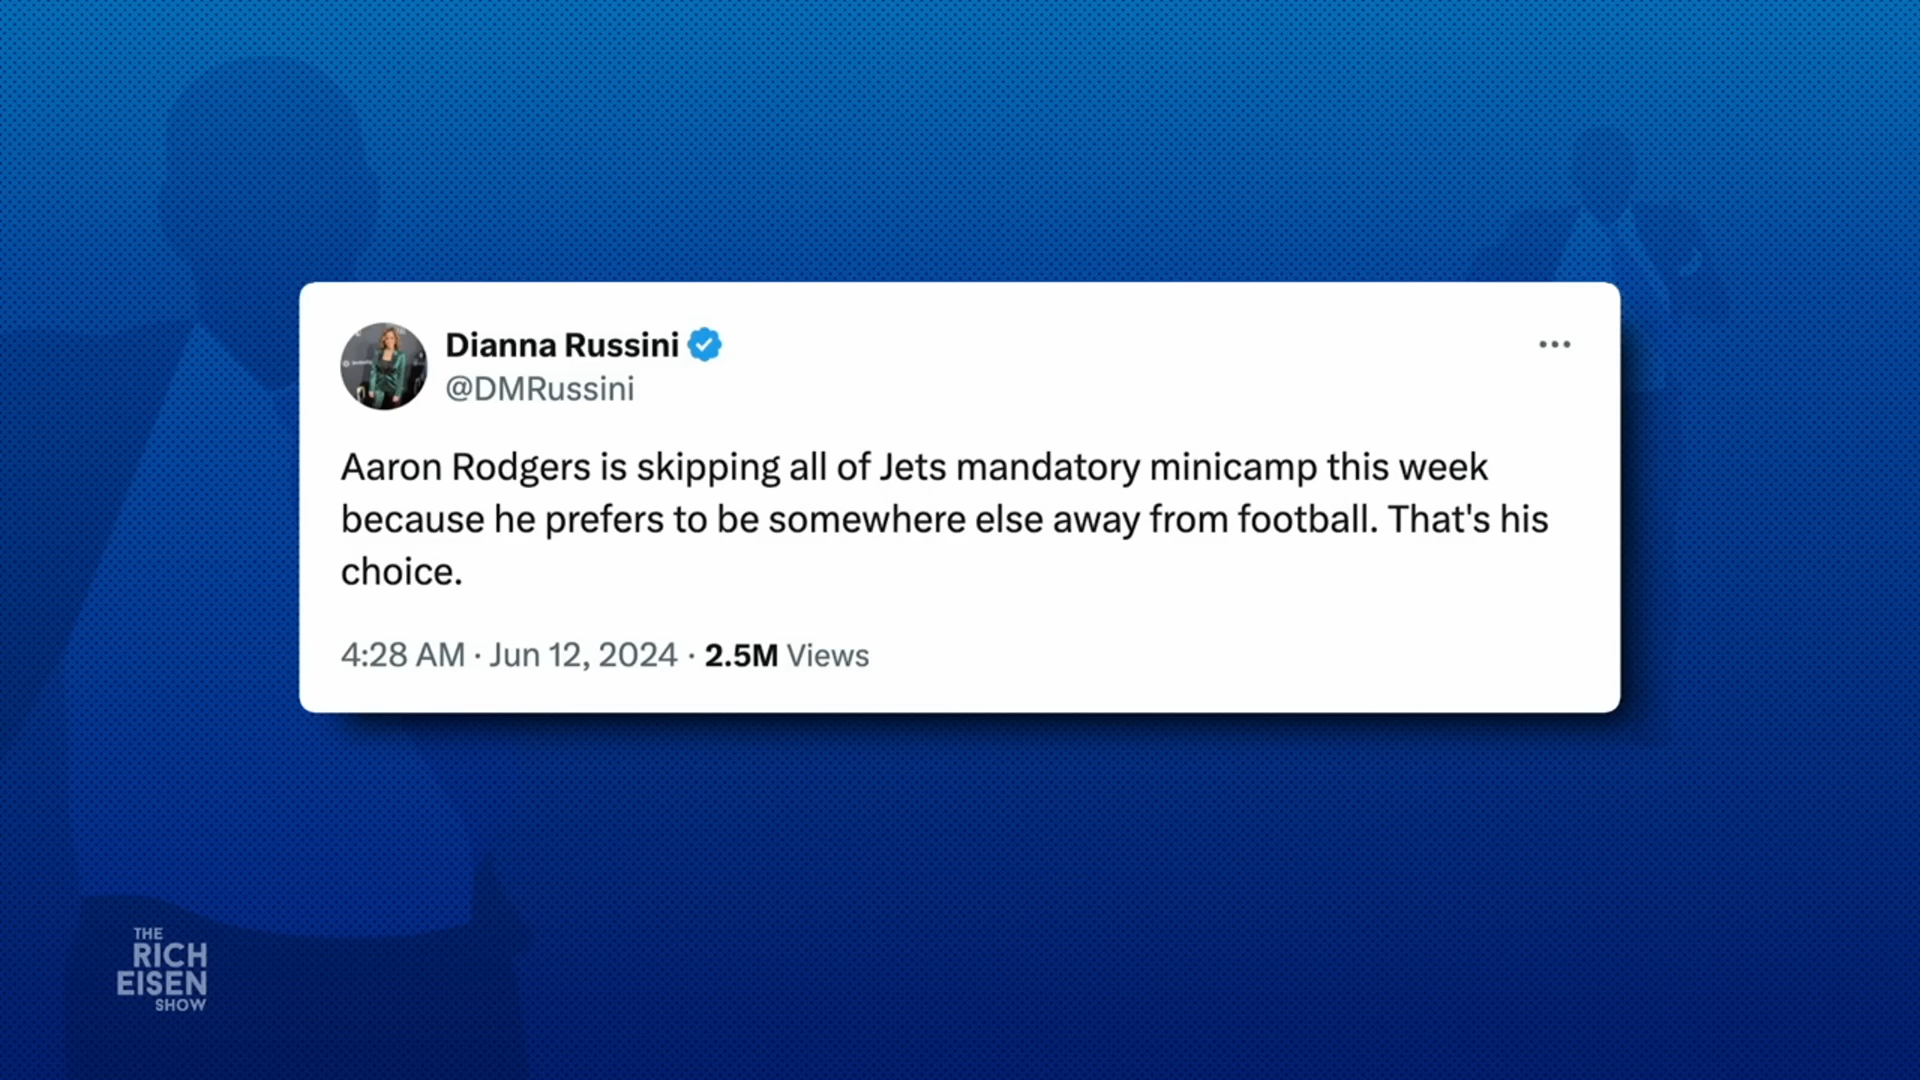 Dianna Russini
@DMRussini
Aaron Rodgers is skipping all of Jets mandatory minicamp this week
because he prefers to be somewhere else away from football. That's his
choice.
4:28 AM · Jun 12, 2024 · 2.5M Views
THE
RICH
EISEN
SHOW